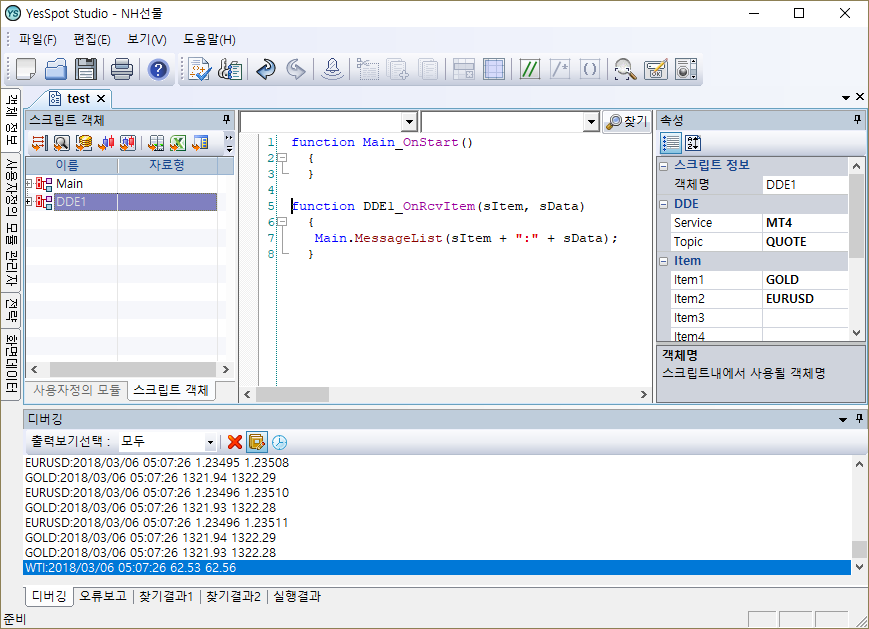 YesSpot Studio - NH선물
파일(F) 편집(E) 보기(V) 도움말(H)
test
객체 정보
사용자정의 모듈 관리자
전략
화면데이터
스크립트 객체
이름 자료형
Main
DDE1
사용자정의 모듈 스크립트 객체
찾기
1 function Main_OnStart()
2 {
3 }
4
5 function DDE1_OnRcvItem(sItem, sData)
6 {
7 Main.MessageList(sItem + ":" + sData);
8 }
속성
스크립트 정보
객체명 DDE1
DDE
Service MT4
Topic QUOTE
Item
Item1 GOLD
Item2 EURUSD
Item3
Item4
객체명
스크립트내에서 사용될 객체명
디버깅
출력보기선택 : 모두
EURUSD:2018/03/06 05:07:26 1.23495 1.23508
GOLD:2018/03/06 05:07:26 1321.94 1322.29
EURUSD:2018/03/06 05:07:26 1.23496 1.23510
GOLD:2018/03/06 05:07:26 1321.93 1322.28
EURUSD:2018/03/06 05:07:26 1.23496 1.23511
GOLD:2018/03/06 05:07:26 1321.94 1322.29
GOLD:2018/03/06 05:07:26 1321.93 1322.28
WTI:2018/03/06 05:07:26 62.53 62.56
디버깅 오류보고 찾기결과1 찾기결과2 실행결과
준비